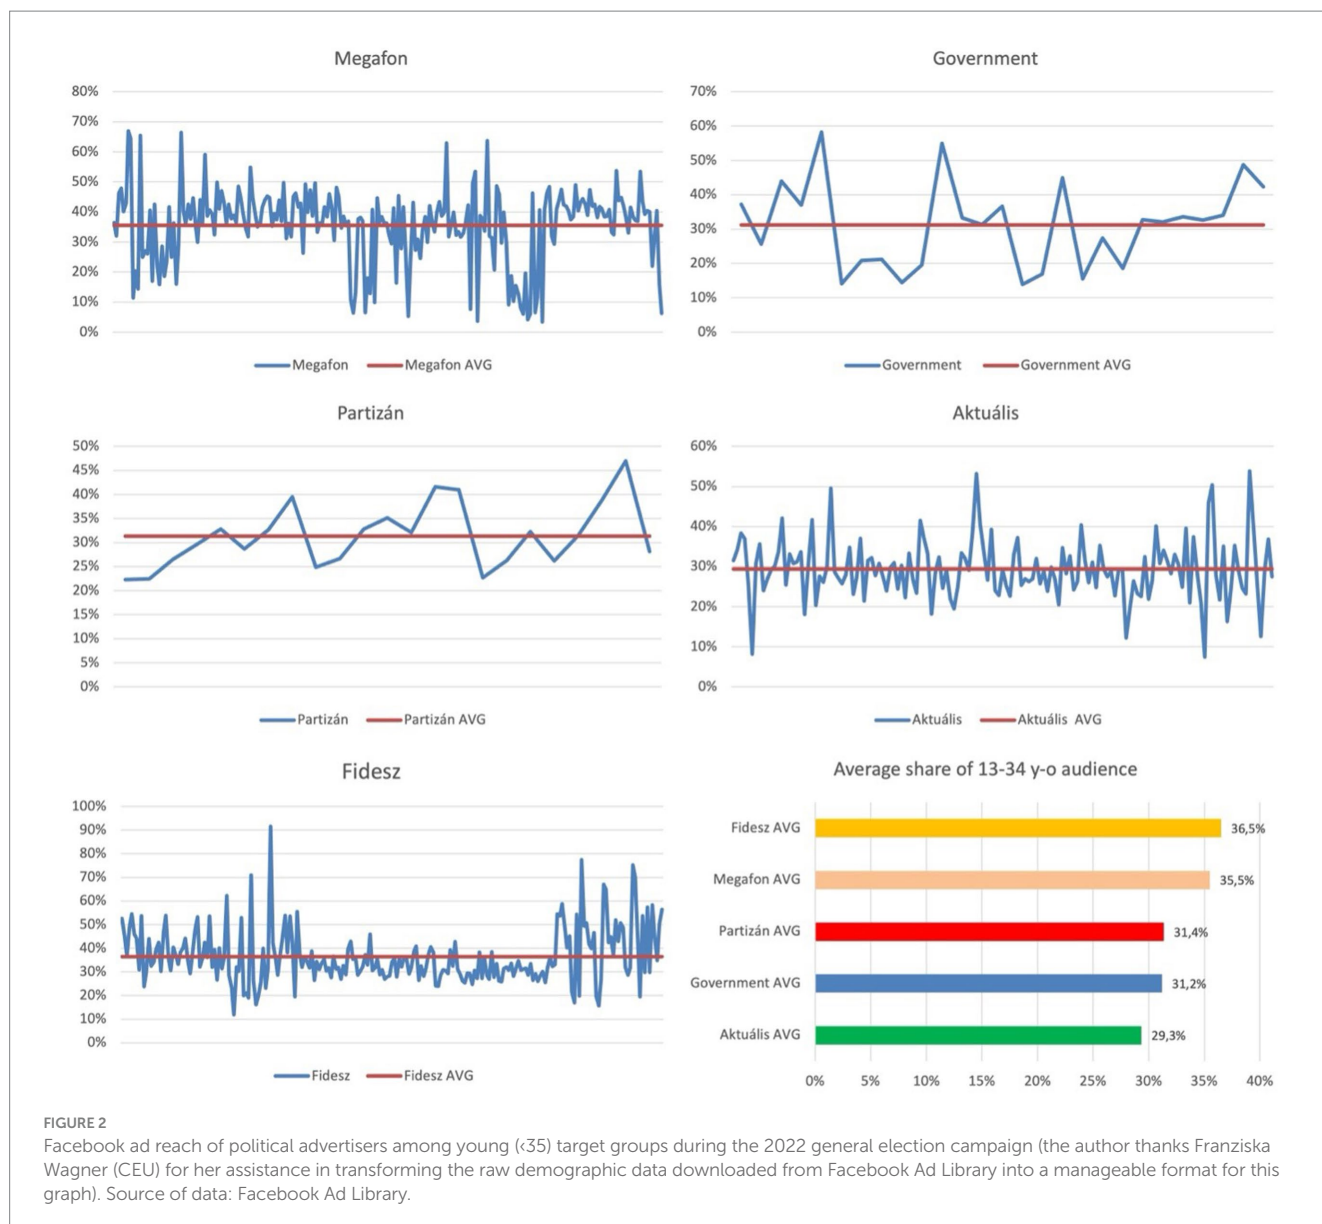 Megafon
80%
70%
60%
50%
40%
30%
20%
10%
0%
Megafon Megafon AVG
Government
70%
60%
50%
40%
30%
20%
10%
0%
Government Government AVG
Partizán
50%
45%
40%
35%
30%
25%
20%
15%
10%
5%
0%
Partizán Partizán AVG
Aktuális
60%
50%
40%
30%
20%
10%
0%
Aktuális Aktuális AVG
Fidesz
100%
90%
80%
70%
60%
50%
40%
30%
20%
10%
0%
Fidesz Fidesz AVG
Average share of 13-34 y-o audience
Fidesz AVG 36,5%
Megafon AVG 35,5%
Partizán AVG 31,4%
Government AVG 31,2%
Aktuális AVG 29,3%
0% 5% 10% 15% 20% 25% 30% 35% 40%
FIGURE 2
Facebook ad reach of political advertisers among young (‹35) target groups during the 2022 general election campaign (the author thanks Franziska
Wagner (CEU) for her assistance in transforming the raw demographic data downloaded from Facebook Ad Library into a manageable format for this
graph). Source of data: Facebook Ad Library.